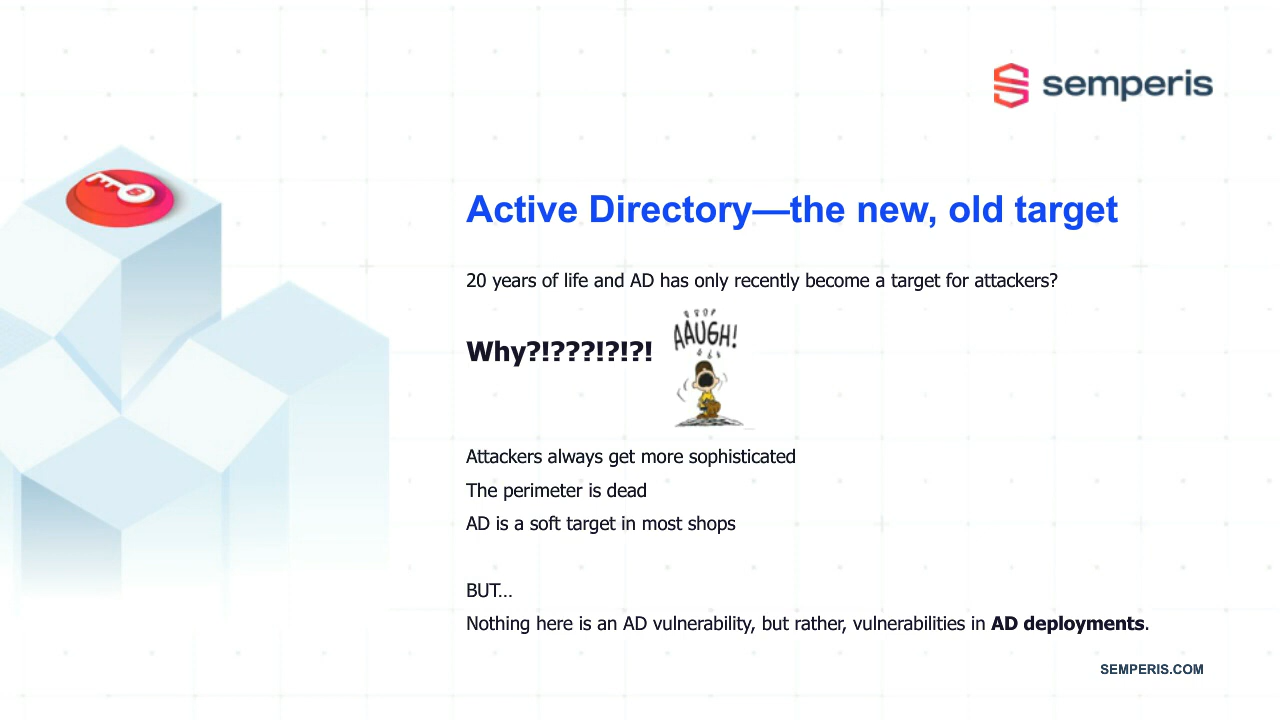 semperis
Active Directory—the new, old target
20 years of life and AD has only recently become a target for attackers?
AAUGH!
Why?!???!?!?!
Attackers always get more sophisticated
The perimeter is dead
AD is a soft target in most shops
BUT...
Nothing here is an AD vulnerability, but rather, vulnerabilities in AD deployments.
SEMPERIS.COM